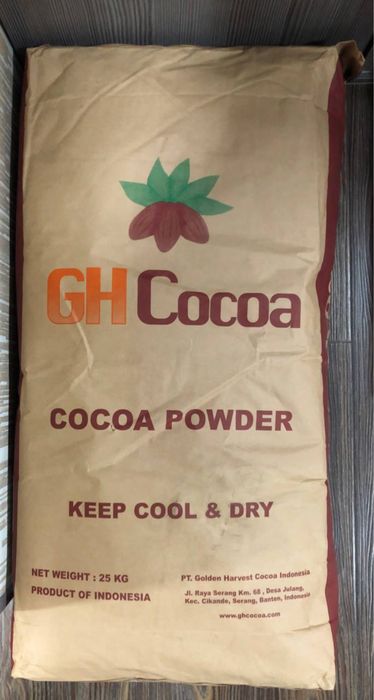 GH Cocoa
COCOA POWDER
KEEP COOL & DRY
NET WEIGHT : 25 KG
PRODUCT OF INDONESIA
PT. Golden Harvest Cocoa Indonesia
Jl. Raya Serang Km. 68 , Desa Julang,
Kec. Cikande, Serang, Banten, Indonesia
www.ghcocoa.com